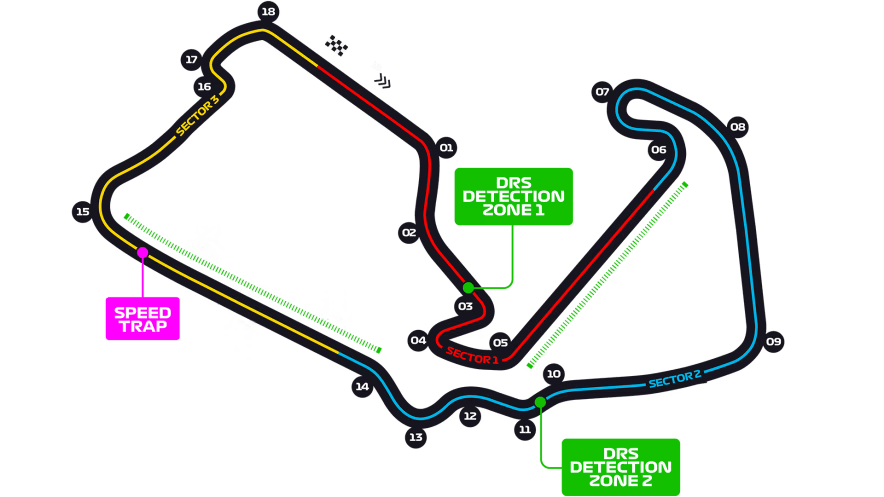 18
17
16
SECTOR 3
07
08
01
06
DRS
DETECTION
ZONE 1
15
02
03
SPEED
TRAP
04
05
SECTOR 1
09
10
SECTOR 2
14
12
11
13
DRS
DETECTION
ZONE 2